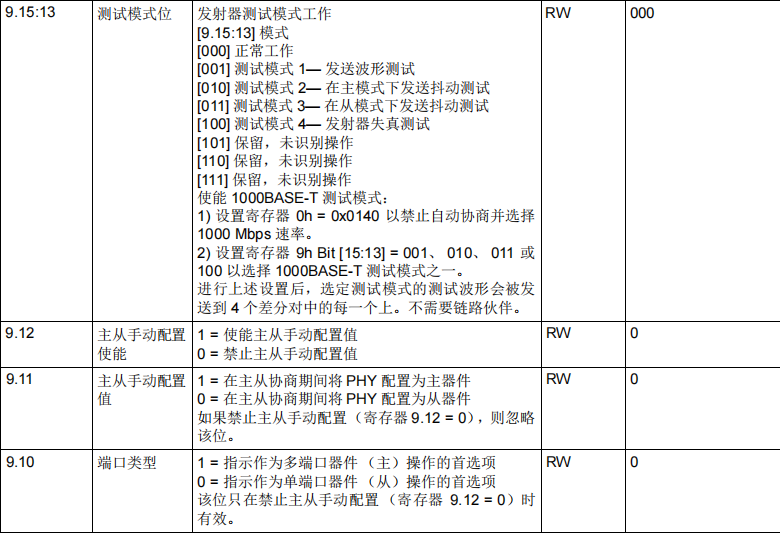 9.15:13 测试模式位 发射器测试模式工作 RW 000
[9.15:13] 模式
[000] 正常工作
[001] 测试模式 1— 发送波形测试
[010] 测试模式 2— 在主模式下发送抖动测试
[011] 测试模式 3— 在从模式下发送抖动测试
[100] 测试模式 4— 发射器失真测试
[101] 保留，未识别操作
[110] 保留，未识别操作
[111] 保留，未识别操作
使能 1000BASE-T 测试模式：
1) 设置寄存器 0h = 0x0140 以禁止自动协商并选择
1000 Mbps 速率。
2) 设置寄存器 9h Bit [15:13] = 001、 010、 011 或
100 以选择 1000BASE-T 测试模式之一。
进行上述设置后，选定测试模式的测试波形会被发
送到 4 个差分对中的每一个上。不需要链路伙伴。
9.12 主从手动配置 1 = 使能主从手动配置值 RW 0
使能 0 = 禁止主从手动配置值
9.11 主从手动配置 1 = 在主从协商期间将 PHY 配置为主器件 RW 0
值 0 = 在主从协商期间将 PHY 配置为从器件
如果禁止主从手动配置（寄存器 9.12 = 0），则忽略
该位。
9.10 端口类型 1 = 指示作为多端口器件 （主）操作的首选项 RW 0
0 = 指示作为单端口器件 （从）操作的首选项
该位只在禁止主从手动配置 （寄存器 9.12 = 0）时
有效。